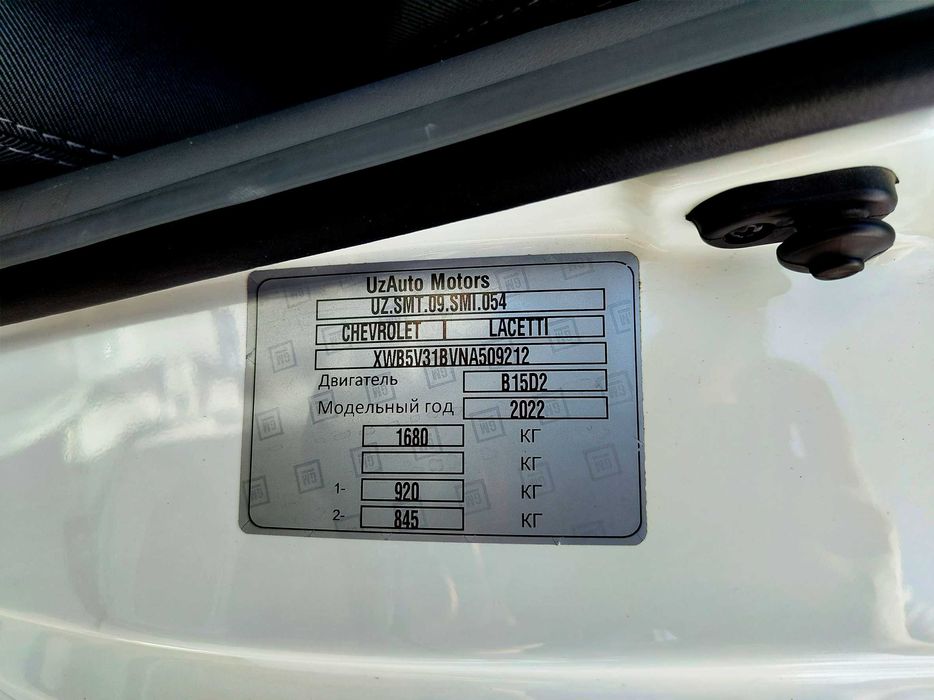 UzAuto Motors
UZ.SMT.09.SMI.054
CHEVROLET LACETTI
XWB5V31BVNA509212
Двигатель B15D2
Модельный год 2022
1680 КГ
КГ
1- 920 КГ
2- 845 КГ